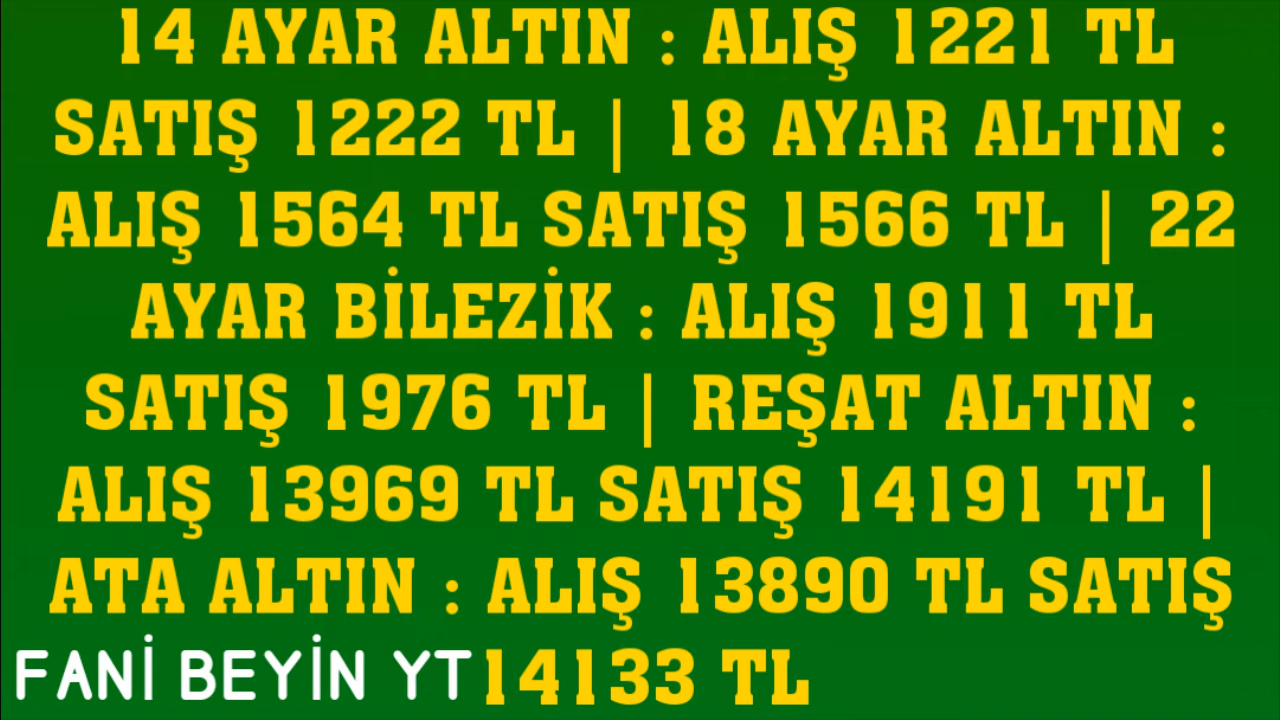 14 AYAR ALTIN : ALIŞ 1221 TL
SATIŞ 1222 TL | 18 AYAR ALTIN :
ALIŞ 1564 TL SATIŞ 1566 TL | 22
AYAR BİLEZİK : ALIŞ 1911 TL
SATIŞ 1976 TL | REŞAT ALTIN :
ALIŞ 13969 TL SATIŞ 14191 TL |
ATA ALTIN : ALIŞ 13890 TL SATIŞ
14133 TL
FANİ BEYİN YT